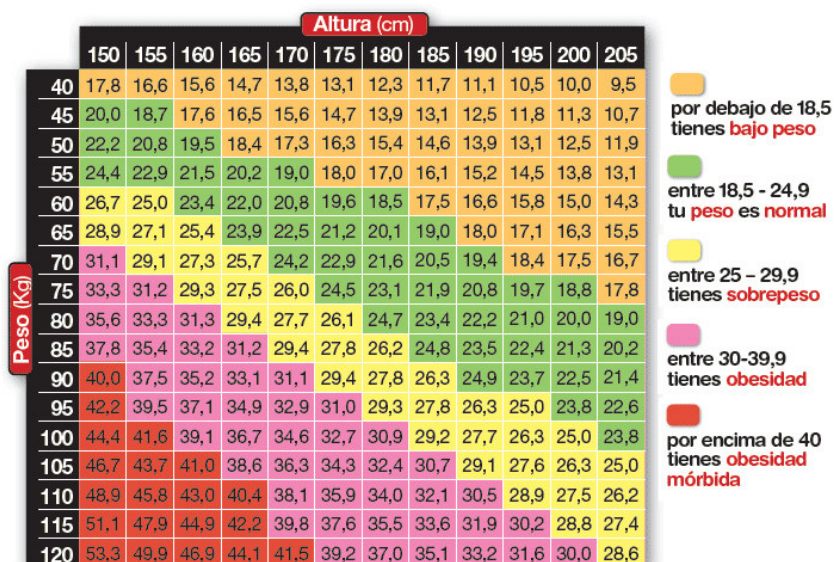 Altura (cm)
150 155 160 165 170 175 180 185 190 195 200 205
Peso (Kg)
40 17,8 16,6 15,6 14,7 13,8 13,1 12,3 11,7 11,1 10,5 10,0 9,5
45 20,0 18,7 17,6 16,5 15,6 14,7 13,9 13,1 12,5 11,8 11,3 10,7
50 22,2 20,8 19,5 18,4 17,3 16,3 15,4 14,6 13,9 13,1 12,5 11,9
55 24,4 22,9 21,5 20,2 19,0 18,0 17,0 16,1 15,2 14,5 13,8 13,1
60 26,7 25,0 23,4 22,0 20,8 19,6 18,5 17,5 16,6 15,8 15,0 14,3
65 28,9 27,1 25,4 23,9 22,5 21,2 20,1 19,0 18,0 17,1 16,3 15,5
70 31,1 29,1 27,3 25,7 24,2 22,9 21,6 20,5 19,4 18,4 17,5 16,7
75 33,3 31,2 29,3 27,5 26,0 24,5 23,1 21,9 20,8 19,7 18,8 17,8
80 35,6 33,3 31,3 29,4 27,7 26,1 24,7 23,4 22,2 21,0 20,0 19,0
85 37,8 35,4 33,2 31,2 29,4 27,8 26,2 24,8 23,5 22,4 21,3 20,2
90 40,0 37,5 35,2 33,1 31,1 29,4 27,8 26,3 24,9 23,7 22,5 21,4
95 42,2 39,5 37,1 34,9 32,9 31,0 29,3 27,8 26,3 25,0 23,8 22,6
100 44,4 41,6 39,1 36,7 34,6 32,7 30,9 29,2 27,7 26,3 25,0 23,8
105 46,7 43,7 41,0 38,6 36,3 34,3 32,4 30,7 29,1 27,6 26,3 25,0
110 48,9 45,8 43,0 40,4 38,1 35,9 34,0 32,1 30,5 28,9 27,5 26,2
115 51,1 47,9 44,9 42,2 39,8 37,6 35,5 33,6 31,9 30,2 28,8 27,4
120 53,3 49,9 46,9 44,1 41,5 39,2 37,0 35,1 33,2 31,6 30,0 28,6
por debajo de 18,5
tienes bajo peso
entre 18,5 - 24,9
tu peso es normal
entre 25 – 29,9
tienes sobrepeso
entre 30-39,9
tienes obesidad
por encima de 40
tienes obesidad
mórbida